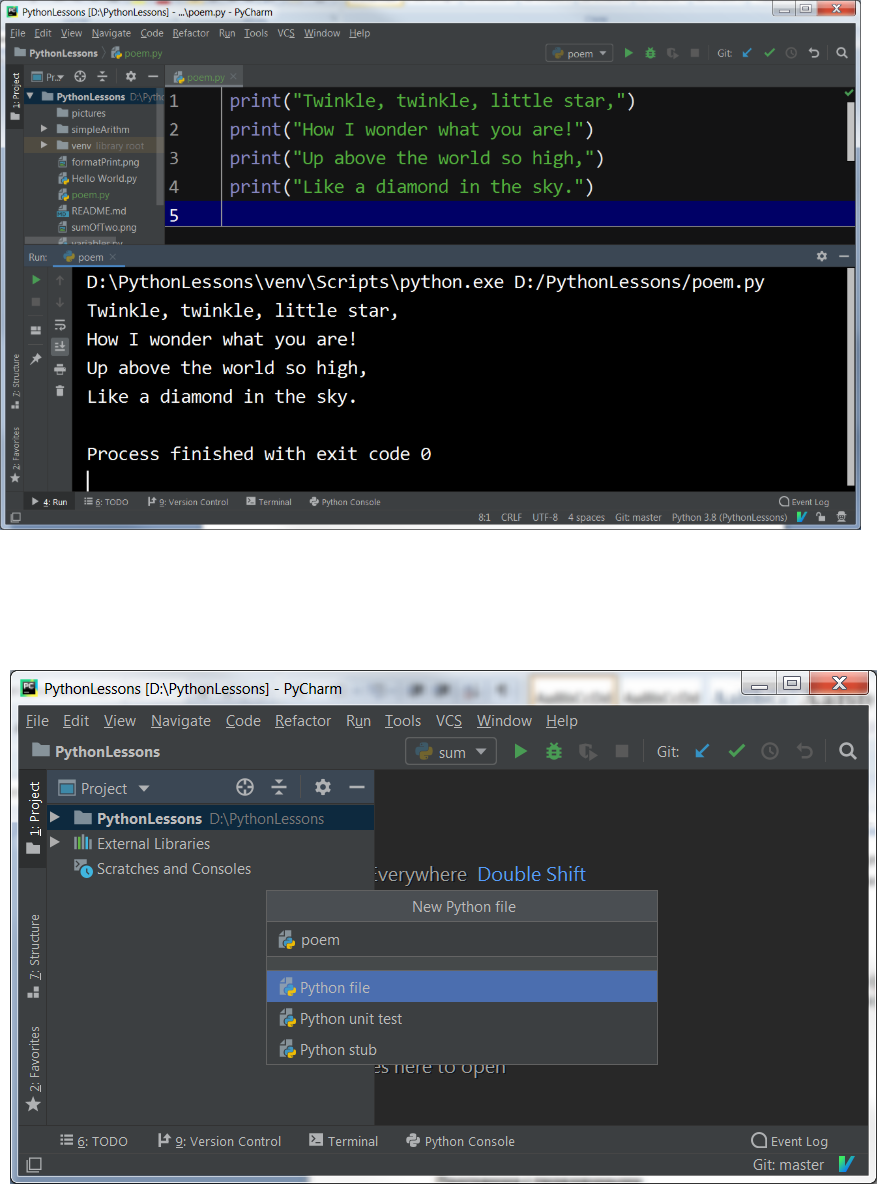 PythonLessons [D:\PythonLessons] - ...\poem.py - PyCharm
File Edit View Navigate Code Refactor Run Tools VCS Window Help
PythonLessons poem.py poem Git:
1: Project Pr.. poem.py
PythonLessons D:\Pytho
pictures
simpleArithm
venv library root
formatPrint.png
Hello World.py
poem.py
README.md
sumOfTwo.png
variables.py
1 print("Twinkle, twinkle, little star,")
2 print("How I wonder what you are!")
3 print("Up above the world so high,")
4 print("Like a diamond in the sky.")
5
Run: poem
D:\PythonLessons\venv\Scripts\python.exe D:/PythonLessons/poem.py
Twinkle, twinkle, little star,
How I wonder what you are!
Up above the world so high,
Like a diamond in the sky.
Process finished with exit code 0
7: Structure
2: Favorites
4: Run 6: TODO 9: Version Control Terminal Python Console Event Log
8:1 CRLF UTF-8 4 spaces Git: master Python 3.8 (PythonLessons)
PythonLessons [D:\PythonLessons] - PyCharm
File Edit View Navigate Code Refactor Run Tools VCS Window Help
PythonLessons sum Git:
1: Project Project
PythonLessons D:\PythonLessons
External Libraries
Scratches and Consoles
Everywhere Double Shift
New Python file
poem
Python file
Python unit test
Python stub
es here to open
7: Structure
2: Favorites
6: TODO 9: Version Control Terminal Python Console Event Log
Git: master